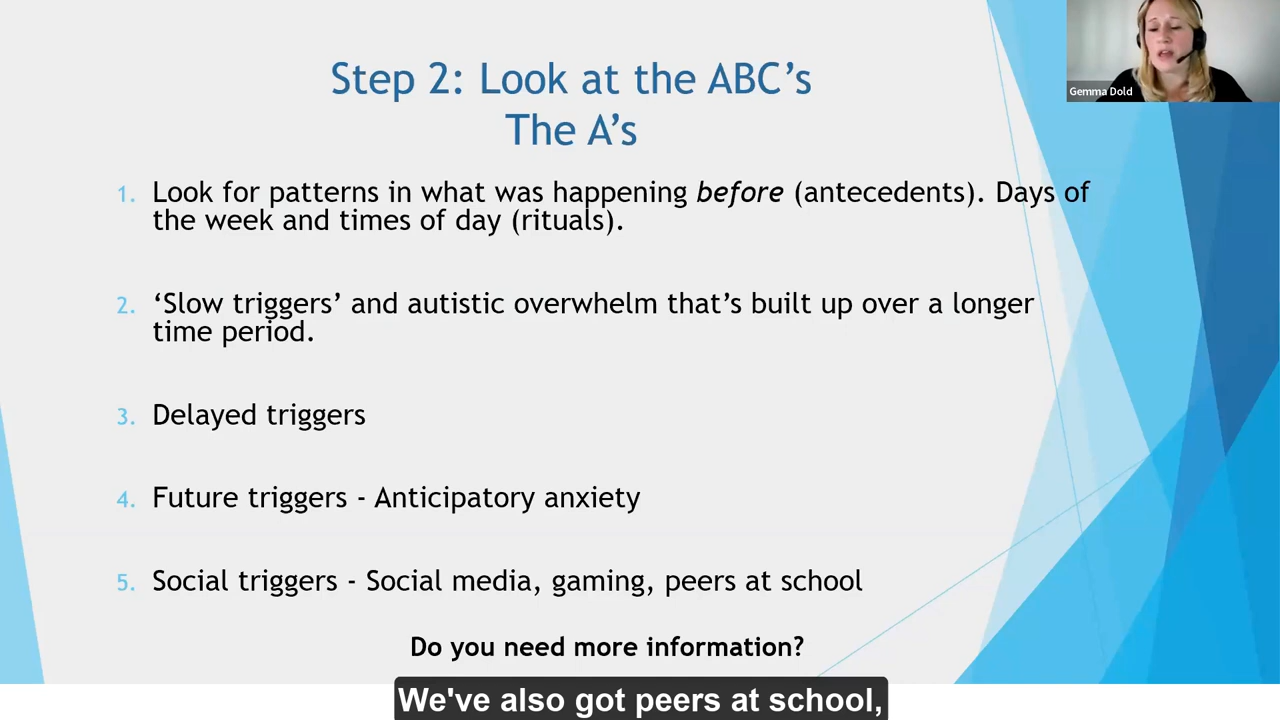 Step 2: Look at the ABC’s
The A’s
1. Look for patterns in what was happening before (antecedents). Days of
the week and times of day (rituals).
2. ‘Slow triggers’ and autistic overwhelm that’s built up over a longer
time period.
3. Delayed triggers
4. Future triggers - Anticipatory anxiety
5. Social triggers - Social media, gaming, peers at school
Do you need more information?
Gemma Dold
We've also got peers at school,